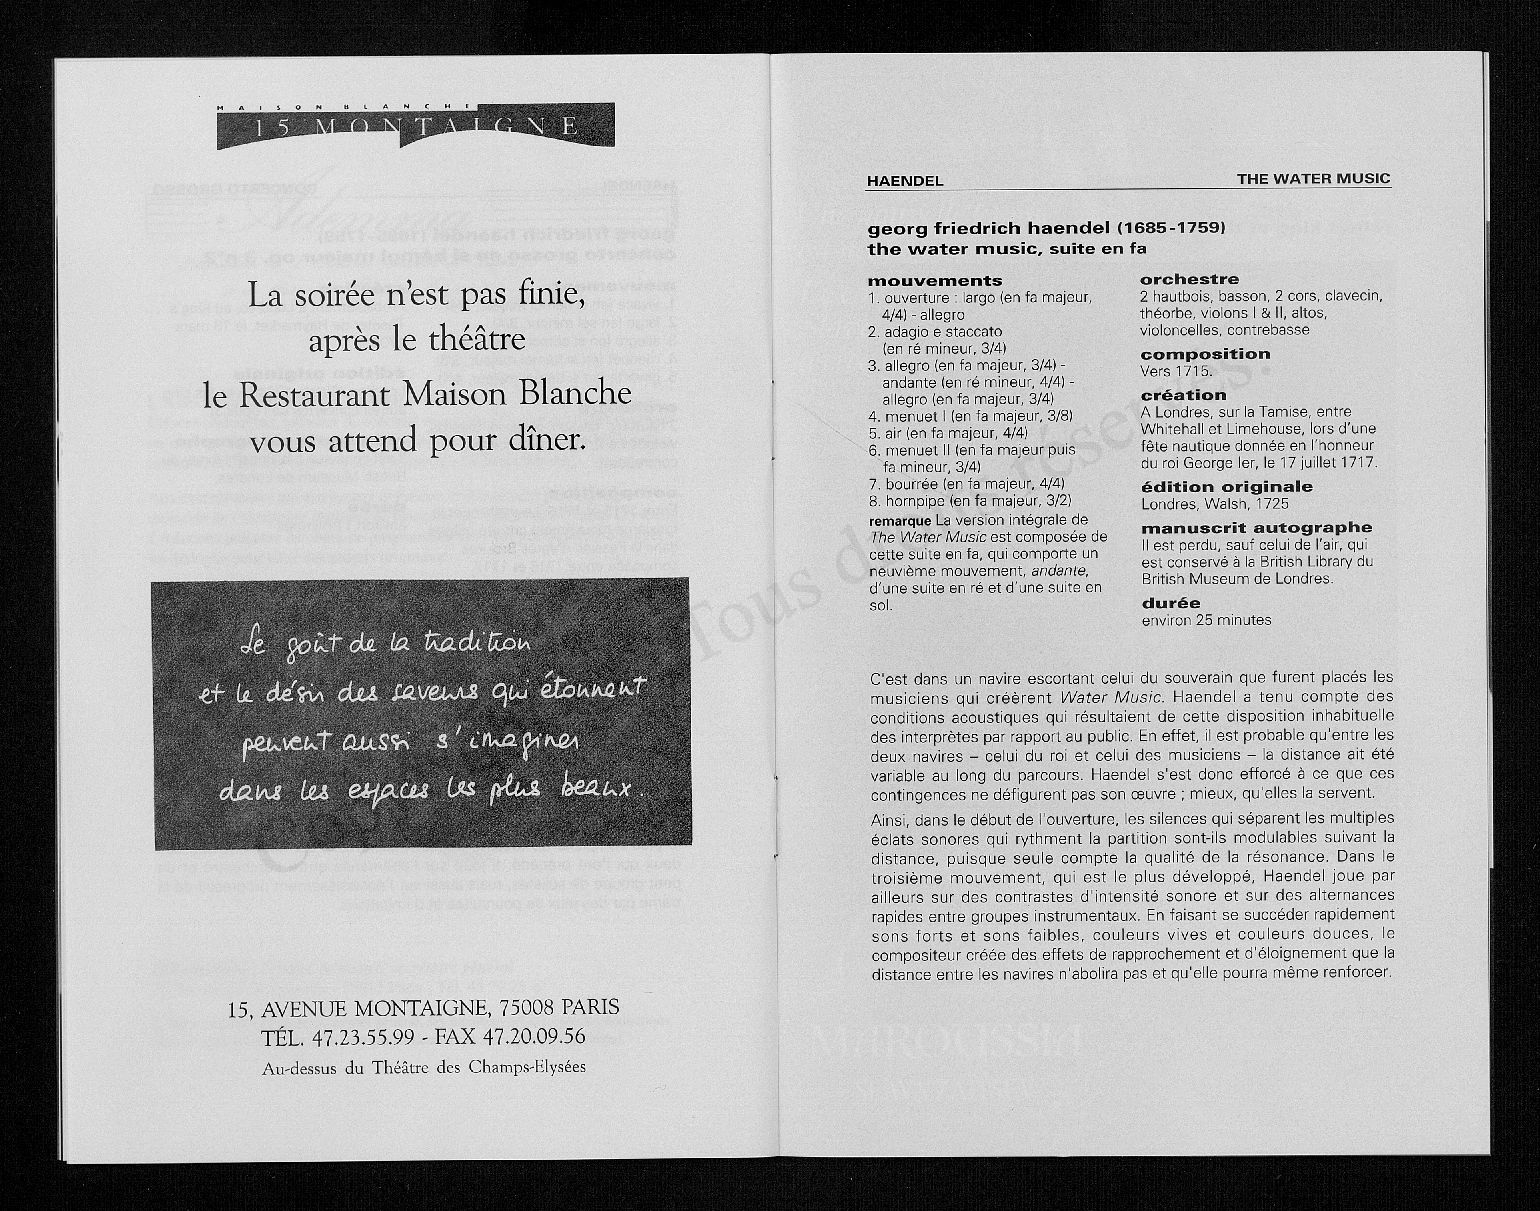 MAISON BLANCHE
15 MONTAIGNE
La soirée n'est pas finie,
après le théâtre
le Restaurant Maison Blanche
vous attend pour dîner.
Le goût de la tradition
et le désir des saveurs qui étonnent
peuvent aussi s'imaginer
dans les espaces les plus beaux.
15, AVENUE MONTAIGNE, 75008 PARIS
TÉL. 47.23.55.99 - FAX 47.20.09.56
Au-dessus du Théâtre des Champs-Elysées
HAENDEL THE WATER MUSIC
georg friedrich haendel (1685-1759)
the water music, suite en fa
mouvements
1. ouverture : largo (en fa majeur,
4/4) - allegro
2. adagio e staccato
(en ré mineur, 3/4)
3. allegro (en fa majeur, 3/4) -
andante (en ré mineur, 4/4) -
allegro (en fa majeur, 3/4)
4. menuet I (en fa majeur, 3/8)
5. air (en fa majeur, 4/4)
6. menuet II (en fa majeur puis
fa mineur, 3/4)
7. bourrée (en fa majeur, 4/4)
8. hornpipe (en fa majeur, 3/2)
remarque La version intégrale de
The Water Music est composée de
cette suite en fa, qui comporte un
neuvième mouvement, andante,
d'une suite en ré et d'une suite en
sol.
orchestre
2 hautbois, basson, 2 cors, clavecin,
théorbe, violons I & II, altos,
violoncelles, contrebasse
composition
Vers 1715.
création
A Londres, sur la Tamise, entre
Whitehall et Limehouse, lors d'une
fête nautique donnée en l'honneur
du roi George Ier, le 17 juillet 1717.
édition originale
Londres, Walsh, 1725
manuscrit autographe
Il est perdu, sauf celui de l'air, qui
est conservé à la British Library du
British Museum de Londres.
durée
environ 25 minutes
C'est dans un navire escortant celui du souverain que furent placés les
musiciens qui créèrent Water Music. Haendel a tenu compte des
conditions acoustiques qui résultaient de cette disposition inhabituelle
des interprètes par rapport au public. En effet, il est probable qu'entre les
deux navires – celui du roi et celui des musiciens – la distance ait été
variable au long du parcours. Haendel s'est donc efforcé à ce que ces
contingences ne défigurent pas son œuvre ; mieux, qu'elles la servent.
Ainsi, dans le début de l'ouverture, les silences qui séparent les multiples
éclats sonores qui rythment la partition sont-ils modulables suivant la
distance, puisque seule compte la qualité de la résonance. Dans le
troisième mouvement, qui est le plus développé, Haendel joue par
ailleurs sur des contrastes d'intensité sonore et sur des alternances
rapides entre groupes instrumentaux. En faisant se succéder rapidement
sons forts et sons faibles, couleurs vives et couleurs douces, le
compositeur créée des effets de rapprochement et d'éloignement que la
distance entre les navires n'abolira pas et qu'elle pourra même renforcer.